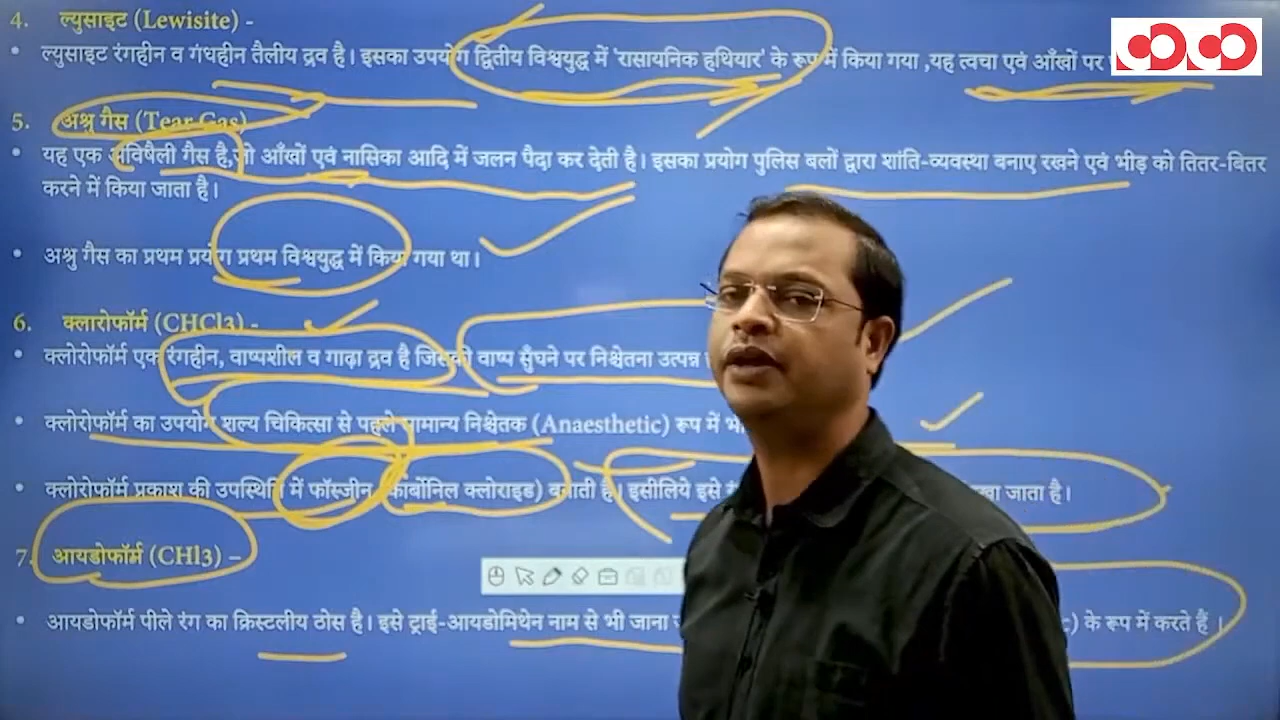 4. ल्युसाइट (Lewisite) -
• ल्युसाइट रंगहीन व गंधहीन तैलीय द्रव है। इसका उपयोग द्वितीय विश्वयुद्ध में 'रासायनिक हथियार' के रूप में किया गया ,यह त्वचा एवं आँखों पर
5. अश्रु गैस (Tear Gas)
• यह एक अविषैली गैस है,जो आँखों एवं नासिका आदि में जलन पैदा कर देती है। इसका प्रयोग पुलिस बलों द्वारा शांति-व्यवस्था बनाए रखने एवं भीड़ को तितर-बितर
करने में किया जाता है।
• अश्रु गैस का प्रथम प्रयोग प्रथम विश्वयुद्ध में किया गया था।
6. क्लारोफॉर्म (CHCl3) -
• क्लोरोफॉर्म एक रंगहीन, वाष्पशील व गाढ़ा द्रव है जिसकी वाष्प सुँघने पर निश्चेतना उत्पन्न
• क्लोरोफॉर्म का उपयोग शल्य चिकित्सा से पहले सामान्य निश्चेतक (Anaesthetic) रूप में
• क्लोरोफॉर्म प्रकाश की उपस्थिति में फॉस्जीन (कार्बोनिल क्लोराइड) बनाती है। इसीलिये इसे जाता है।
7. आयडोफॉर्म (CHl3) –
• आयडोफॉर्म पीले रंग का क्रिस्टलीय ठोस है। इसे ट्राई-आयडोमिथेन नाम से भी जाना के रूप में करते हैं ।